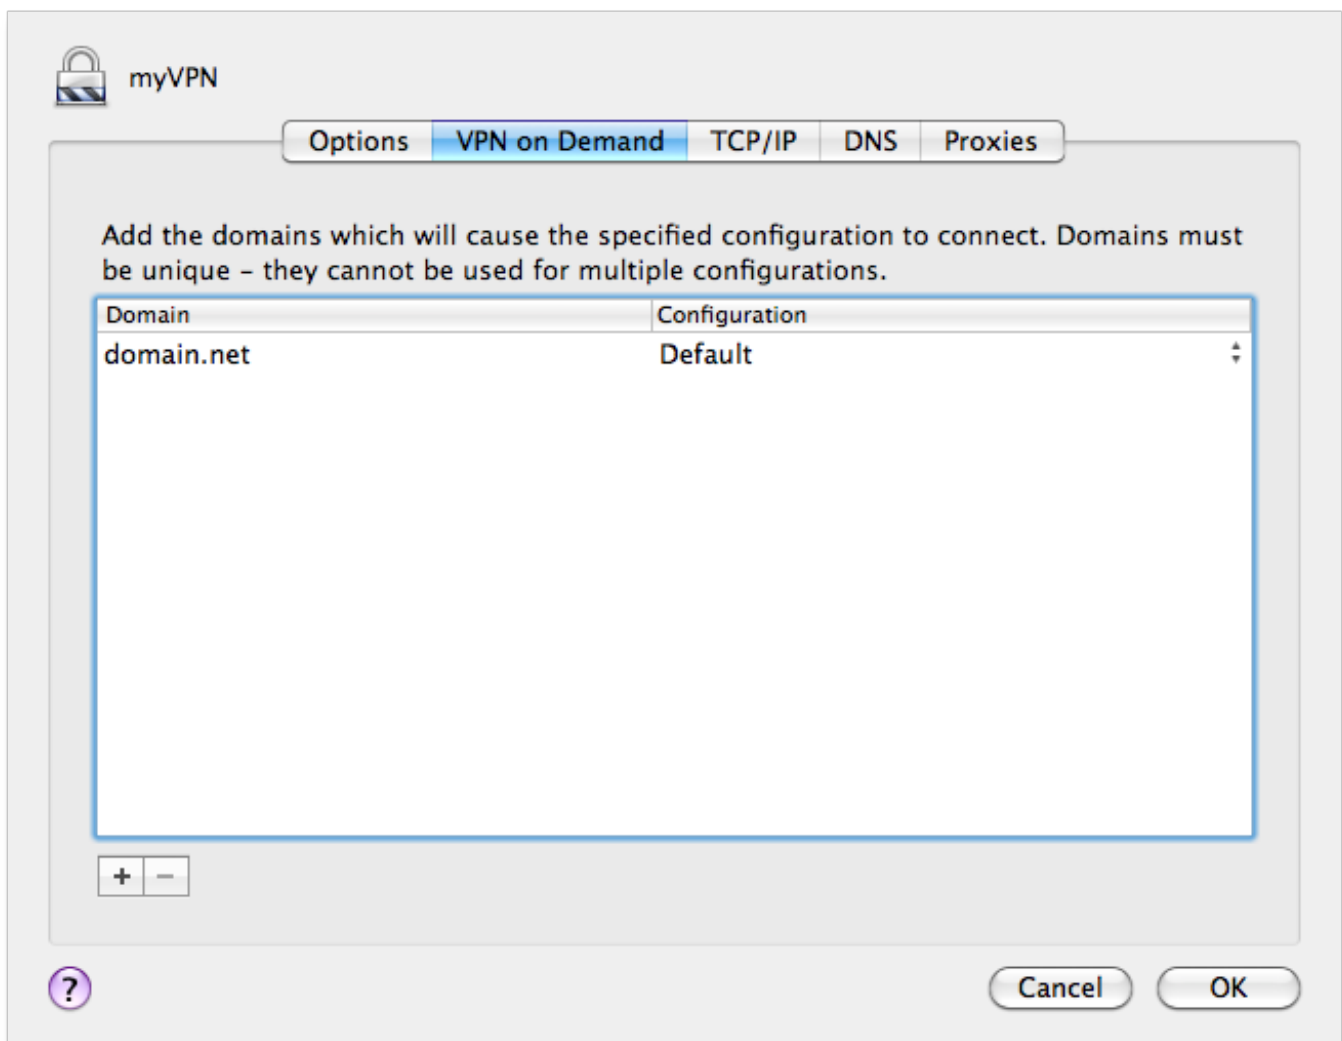 myVPN
Options VPN on Demand TCP/IP DNS Proxies
Add the domains which will cause the specified configuration to connect. Domains must
be unique – they cannot be used for multiple configurations.
Domain Configuration
domain.net Default
+ −
? Cancel OK